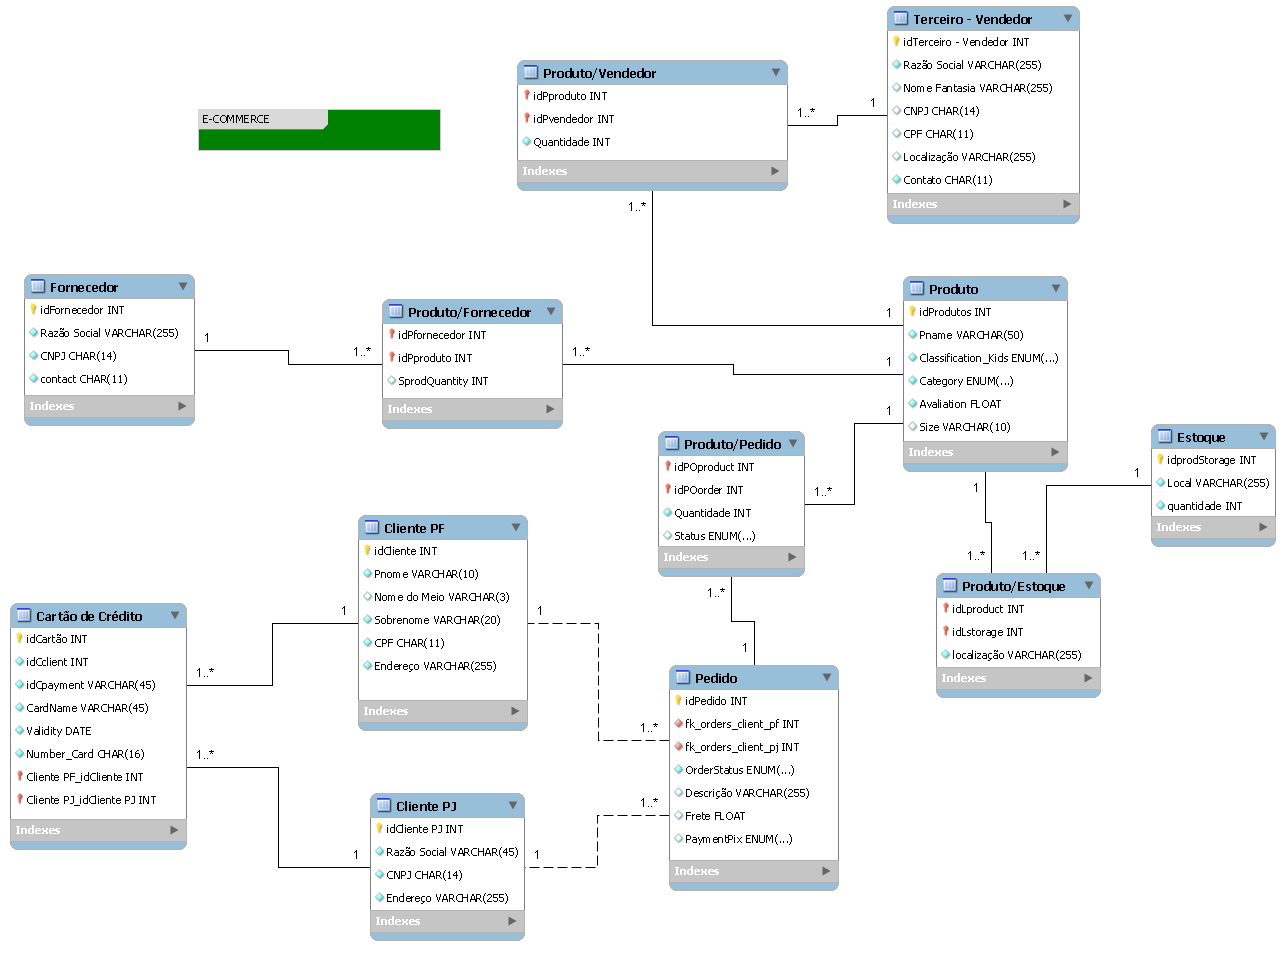 E-COMMERCE
Terceiro - Vendedor
idTerceiro - Vendedor INT
Razão Social VARCHAR(255)
Nome Fantasia VARCHAR(255)
CNPJ CHAR(14)
CPF CHAR(11)
Localização VARCHAR(255)
Contato CHAR(11)
Indexes
Produto/Vendedor
idPproduto INT
idPvendedor INT
Quantidade INT
Indexes
1..*
1
1..*
1
Fornecedor
idFornecedor INT
Razão Social VARCHAR(255)
CNPJ CHAR(14)
contact CHAR(11)
Indexes
1
1..*
Produto/Fornecedor
idPfornecedor INT
idPproduto INT
SprodQuantity INT
Indexes
1..*
1
Produto
idProdutos INT
Pname VARCHAR(50)
Classification_Kids ENUM(...)
Category ENUM(...)
Avaliation FLOAT
Size VARCHAR(10)
Indexes
1
1..*
Produto/Pedido
idPOproduct INT
idPOorder INT
Quantidade INT
Status ENUM(...)
Indexes
1..*
1
Estoque
idprodStorage INT
Local VARCHAR(255)
quantidade INT
Indexes
1
1
1..*
1..*
Produto/Estoque
idLproduct INT
idLstorage INT
localização VARCHAR(255)
Indexes
Cliente PF
idCliente INT
Pnome VARCHAR(10)
Nome do Meio VARCHAR(3)
Sobrenome VARCHAR(20)
CPF CHAR(11)
Endereço VARCHAR(255)
Indexes
1
1..*
1
1..*
Cartão de Crédito
idCartão INT
idCclient INT
idCpayment VARCHAR(45)
CardName VARCHAR(45)
Validity DATE
Number_Card CHAR(16)
Cliente PF_idCliente INT
Cliente PJ_idCliente PJ INT
Indexes
1..*
1
Cliente PJ
idCliente PJ INT
Razão Social VARCHAR(45)
CNPJ CHAR(14)
Endereço VARCHAR(255)
Indexes
1
1..*
Pedido
idPedido INT
fk_orders_client_pf INT
fk_orders_client_pj INT
OrderStatus ENUM(...)
Descrição VARCHAR(255)
Frete FLOAT
PaymentPix ENUM(...)
Indexes